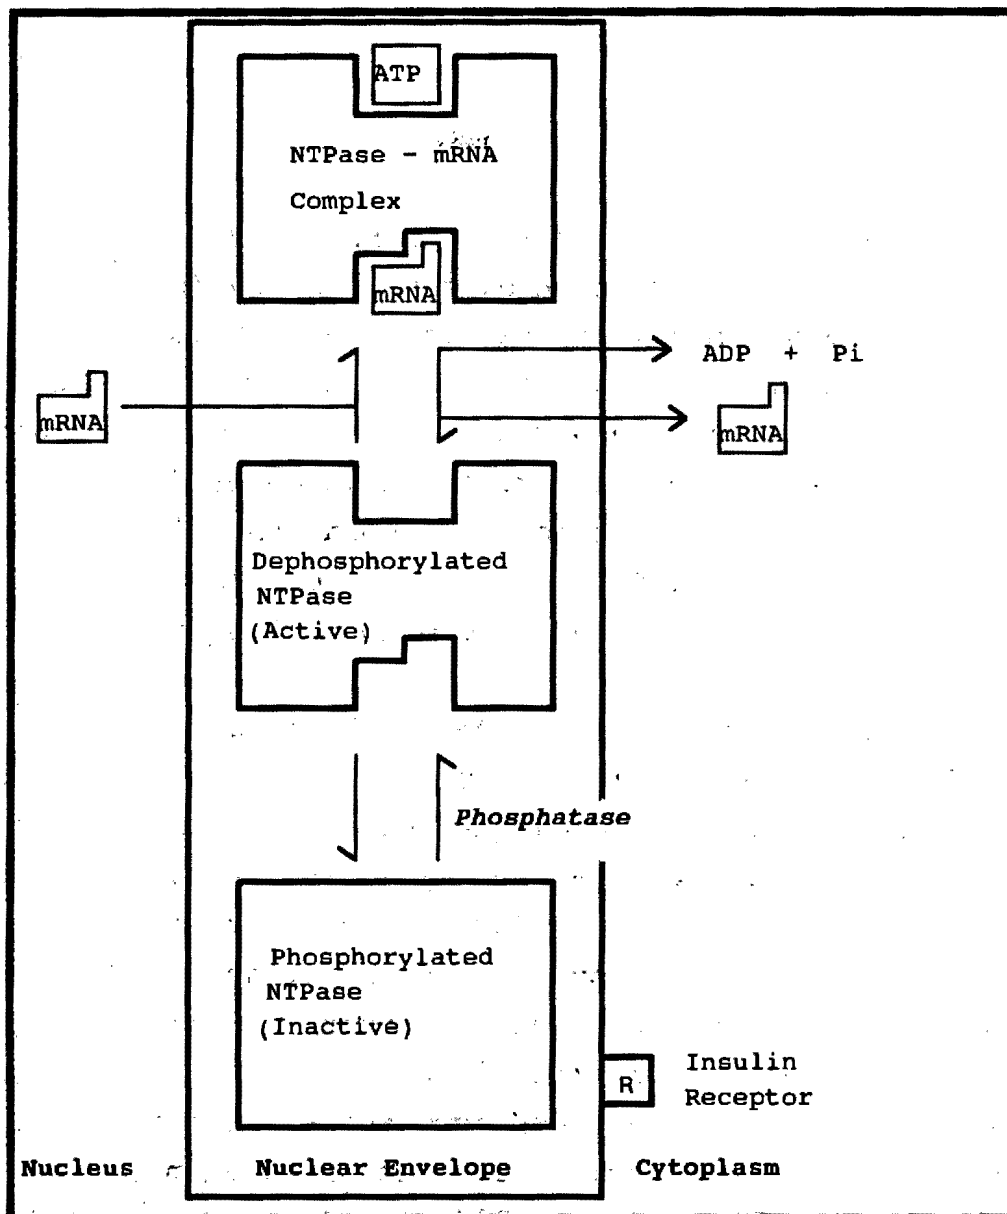 ATP
NTPase - mRNA
Complex
mRNA
ADP + Pi
mRNA
mRNA
Dephosphorylated
NTPase
(Active)
Phosphatase
Phosphorylated
NTPase
(Inactive)
Insulin
R
Receptor
Nucleus
Nuclear Envelope
Cytoplasm